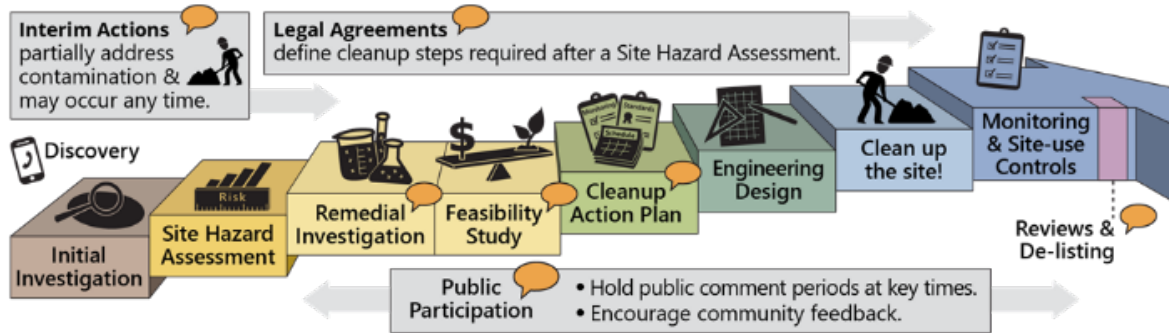 Interim Actions
partially address
contamination &
may occur any time.
Legal Agreements
define cleanup steps required after a Site Hazard Assessment.
Discovery
Initial
Investigation
Risk
Site Hazard
Assessment
Remedial
Investigation
$
Feasibility
Study
Monitoring
Standards
Schedule
Cleanup
Action Plan
Engineering
Design
Clean up
the site!
Monitoring
& Site-use
Controls
Reviews &
De-listing
Public
Participation
• Hold public comment periods at key times.
• Encourage community feedback.